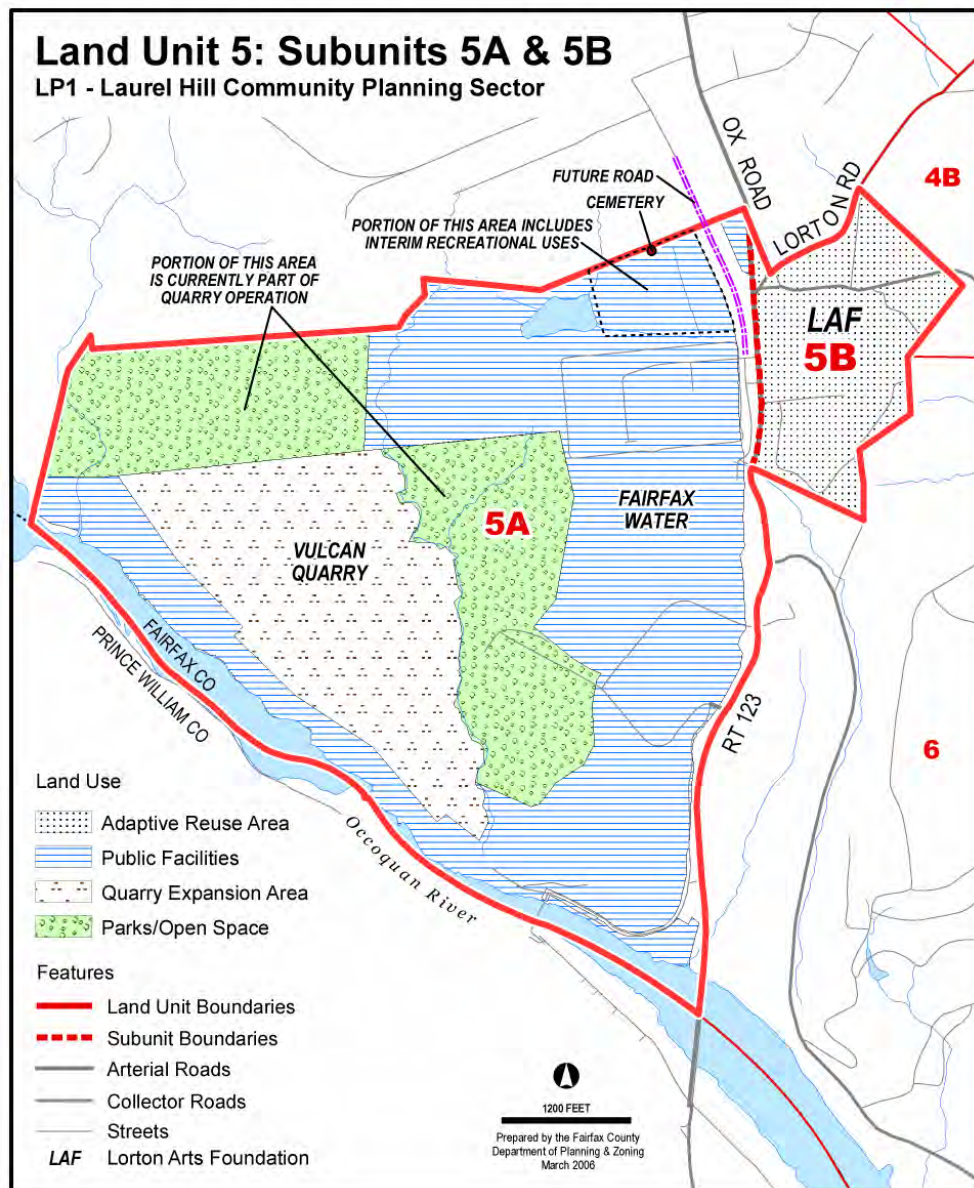 Land Unit 5: Subunits 5A & 5B
LP1 - Laurel Hill Community Planning Sector
OX ROAD
LORTON RD
4B
FUTURE ROAD
CEMETERY
PORTION OF THIS AREA INCLUDES
INTERIM RECREATIONAL USES
PORTION OF THIS AREA
IS CURRENTLY PART OF
QUARRY OPERATION
LAF
5B
5A
FAIRFAX
WATER
VULCAN
QUARRY
FAIRFAX CO
PRINCE WILLIAM CO
RT 123
6
Occoquan River
Land Use
Adaptive Reuse Area
Public Facilities
Quarry Expansion Area
Parks/Open Space
Features
Land Unit Boundaries
Subunit Boundaries
Arterial Roads
Collector Roads
Streets
LAF Lorton Arts Foundation
1200 FEET
Prepared by the Fairfax County
Department of Planning & Zoning
March 2006